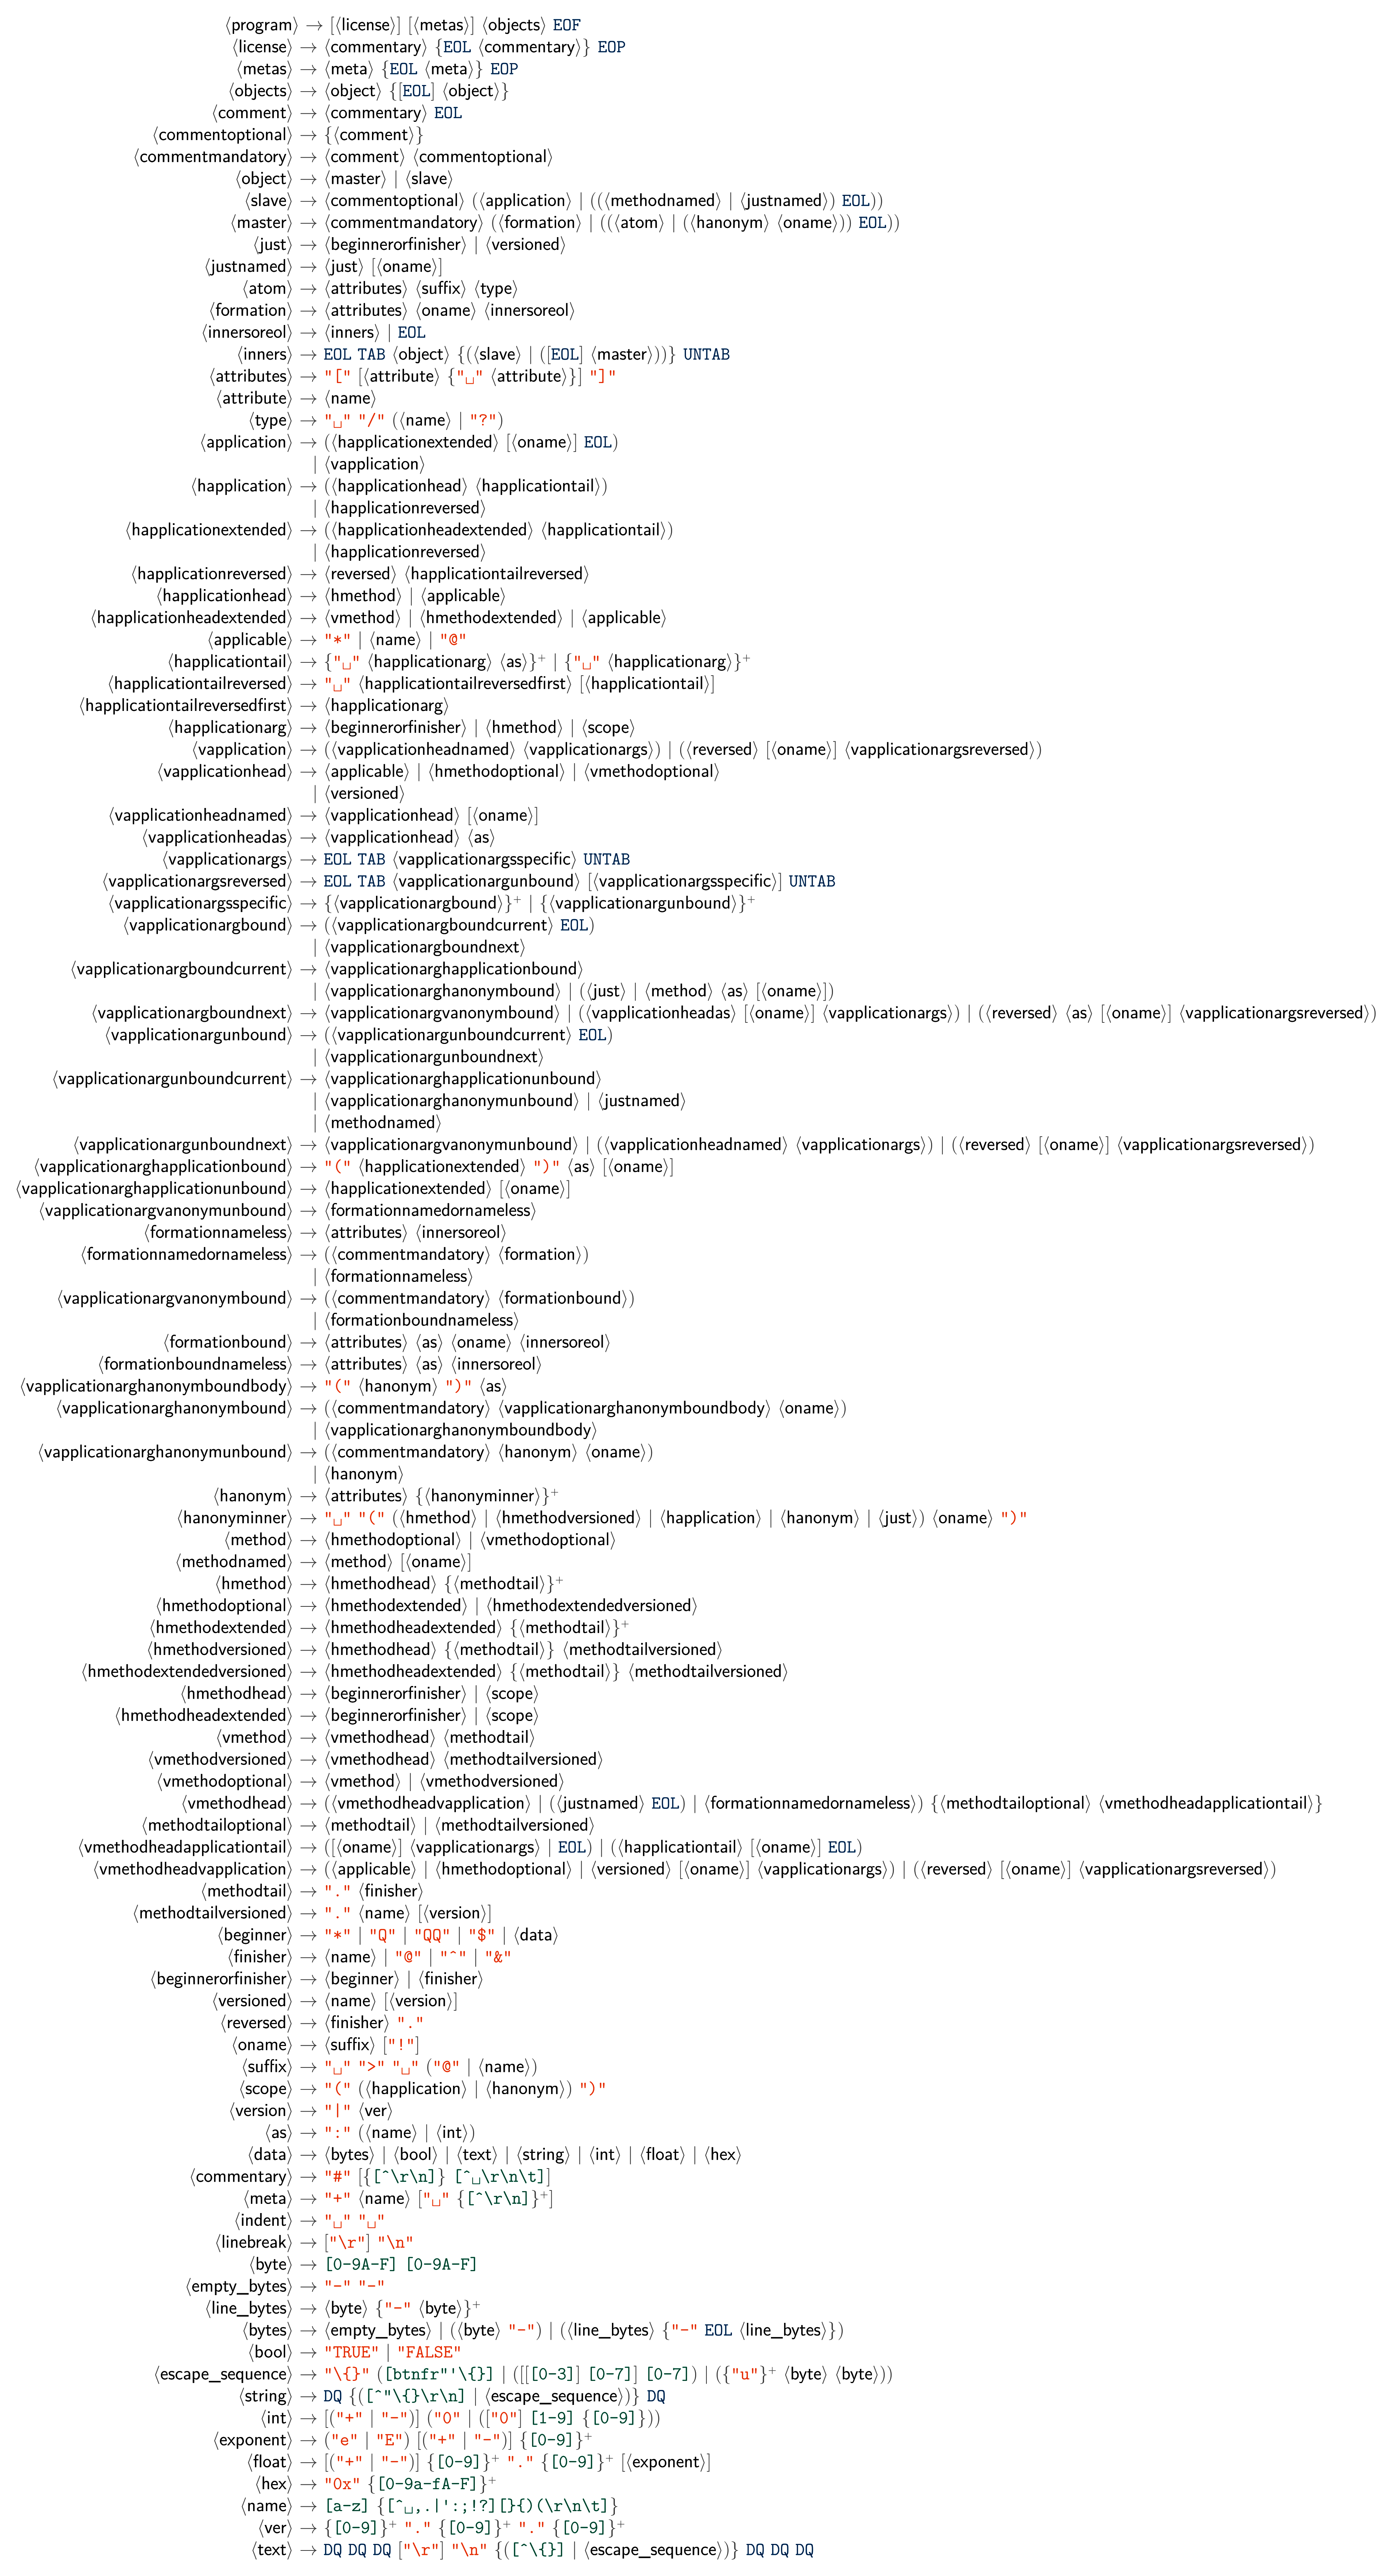 ⟨program⟩ → [⟨license⟩] [⟨metas⟩] ⟨objects⟩ EOF
⟨license⟩ → ⟨commentary⟩ {EOL ⟨commentary⟩} EOP
⟨metas⟩ → ⟨meta⟩ {EOL ⟨meta⟩} EOP
⟨objects⟩ → ⟨object⟩ {[EOL] ⟨object⟩}
⟨comment⟩ → ⟨commentary⟩ EOL
⟨commentoptional⟩ → {⟨comment⟩}
⟨commentmandatory⟩ → ⟨comment⟩ ⟨commentoptional⟩
⟨object⟩ → ⟨master⟩ | ⟨slave⟩
⟨slave⟩ → ⟨commentoptional⟩ (⟨application⟩ | ((⟨methodnamed⟩ | ⟨justnamed⟩) EOL))
⟨master⟩ → ⟨commentmandatory⟩ (⟨formation⟩ | ((⟨atom⟩ | (⟨hanonym⟩ ⟨oname⟩)) EOL))
⟨just⟩ → ⟨beginnerorfinisher⟩ | ⟨versioned⟩
⟨justnamed⟩ → ⟨just⟩ [⟨oname⟩]
⟨atom⟩ → ⟨attributes⟩ ⟨suffix⟩ ⟨type⟩
⟨formation⟩ → ⟨attributes⟩ ⟨oname⟩ ⟨innersoreol⟩
⟨innersoreol⟩ → ⟨inners⟩ | EOL
⟨inners⟩ → EOL TAB ⟨object⟩ {(⟨slave⟩ | ([EOL] ⟨master⟩))} UNTAB
⟨attributes⟩ → "[" [⟨attribute⟩ {"␣" ⟨attribute⟩}] "]"
⟨attribute⟩ → ⟨name⟩
⟨type⟩ → "␣" "/" (⟨name⟩ | "?")
⟨application⟩ → (⟨happlicationextended⟩ [⟨oname⟩] EOL)
| ⟨vapplication⟩
⟨happlication⟩ → (⟨happlicationhead⟩ ⟨happlicationtail⟩)
| ⟨happlicationreversed⟩
⟨happlicationextended⟩ → (⟨happlicationheadextended⟩ ⟨happlicationtail⟩)
| ⟨happlicationreversed⟩
⟨happlicationreversed⟩ → ⟨reversed⟩ ⟨happlicationtailreversed⟩
⟨happlicationhead⟩ → ⟨hmethod⟩ | ⟨applicable⟩
⟨happlicationheadextended⟩ → ⟨vmethod⟩ | ⟨hmethodextended⟩ | ⟨applicable⟩
⟨applicable⟩ → "*" | ⟨name⟩ | "@"
⟨happlicationtail⟩ → {"␣" ⟨happlicationarg⟩ ⟨as⟩}⁺ | {"␣" ⟨happlicationarg⟩}⁺
⟨happlicationtailreversed⟩ → "␣" ⟨happlicationtailreversedfirst⟩ [⟨happlicationtail⟩]
⟨happlicationtailreversedfirst⟩ → ⟨happlicationarg⟩
⟨happlicationarg⟩ → ⟨beginnerorfinisher⟩ | ⟨hmethod⟩ | ⟨scope⟩
⟨vapplication⟩ → (⟨vapplicationheadnamed⟩ ⟨vapplicationargs⟩) | (⟨reversed⟩ [⟨oname⟩] ⟨vapplicationargsreversed⟩)
⟨vapplicationhead⟩ → ⟨applicable⟩ | ⟨hmethodoptional⟩ | ⟨vmethodoptional⟩
| ⟨versioned⟩
⟨vapplicationheadnamed⟩ → ⟨vapplicationhead⟩ [⟨oname⟩]
⟨vapplicationheadas⟩ → ⟨vapplicationhead⟩ ⟨as⟩
⟨vapplicationargs⟩ → EOL TAB ⟨vapplicationargsspecific⟩ UNTAB
⟨vapplicationargsreversed⟩ → EOL TAB ⟨vapplicationargunbound⟩ [⟨vapplicationargsspecific⟩] UNTAB
⟨vapplicationargsspecific⟩ → {⟨vapplicationargbound⟩}⁺ | {⟨vapplicationargunbound⟩}⁺
⟨vapplicationargbound⟩ → (⟨vapplicationargboundcurrent⟩ EOL)
| ⟨vapplicationargboundnext⟩
⟨vapplicationargboundcurrent⟩ → ⟨vapplicationarghapplicationbound⟩
| ⟨vapplicationarghanonymbound⟩ | (⟨just⟩ | ⟨method⟩ ⟨as⟩ [⟨oname⟩])
⟨vapplicationargboundnext⟩ → ⟨vapplicationargvanonymbound⟩ | (⟨vapplicationheadas⟩ [⟨oname⟩] ⟨vapplicationargs⟩) | (⟨reversed⟩ ⟨as⟩ [⟨oname⟩] ⟨vapplicationargsreversed⟩)
⟨vapplicationargunbound⟩ → (⟨vapplicationargunboundcurrent⟩ EOL)
| ⟨vapplicationargunboundnext⟩
⟨vapplicationargunboundcurrent⟩ → ⟨vapplicationarghapplicationunbound⟩
| ⟨vapplicationarghanonymunbound⟩ | ⟨justnamed⟩
| ⟨methodnamed⟩
⟨vapplicationargunboundnext⟩ → ⟨vapplicationargvanonymunbound⟩ | (⟨vapplicationheadnamed⟩ ⟨vapplicationargs⟩) | (⟨reversed⟩ [⟨oname⟩] ⟨vapplicationargsreversed⟩)
⟨vapplicationarghapplicationbound⟩ → "(" ⟨happlicationextended⟩ ")" ⟨as⟩ [⟨oname⟩]
⟨vapplicationarghapplicationunbound⟩ → ⟨happlicationextended⟩ [⟨oname⟩]
⟨vapplicationargvanonymunbound⟩ → ⟨formationnamedornameless⟩
⟨formationnameless⟩ → ⟨attributes⟩ ⟨innersoreol⟩
⟨formationnamedornameless⟩ → (⟨commentmandatory⟩ ⟨formation⟩)
| ⟨formationnameless⟩
⟨vapplicationargvanonymbound⟩ → (⟨commentmandatory⟩ ⟨formationbound⟩)
| ⟨formationboundnameless⟩
⟨formationbound⟩ → ⟨attributes⟩ ⟨as⟩ ⟨oname⟩ ⟨innersoreol⟩
⟨formationboundnameless⟩ → ⟨attributes⟩ ⟨as⟩ ⟨innersoreol⟩
⟨vapplicationarghanonymboundbody⟩ → "(" ⟨hanonym⟩ ")" ⟨as⟩
⟨vapplicationarghanonymbound⟩ → (⟨commentmandatory⟩ ⟨vapplicationarghanonymboundbody⟩ ⟨oname⟩)
| ⟨vapplicationarghanonymboundbody⟩
⟨vapplicationarghanonymunbound⟩ → (⟨commentmandatory⟩ ⟨hanonym⟩ ⟨oname⟩)
| ⟨hanonym⟩
⟨hanonym⟩ → ⟨attributes⟩ {⟨hanonyminner⟩}⁺
⟨hanonyminner⟩ → "␣" "(" (⟨hmethod⟩ | ⟨hmethodversioned⟩ | ⟨happlication⟩ | ⟨hanonym⟩ | ⟨just⟩) ⟨oname⟩ ")"
⟨method⟩ → ⟨hmethodoptional⟩ | ⟨vmethodoptional⟩
⟨methodnamed⟩ → ⟨method⟩ [⟨oname⟩]
⟨hmethod⟩ → ⟨hmethodhead⟩ {⟨methodtail⟩}⁺
⟨hmethodoptional⟩ → ⟨hmethodextended⟩ | ⟨hmethodextendedversioned⟩
⟨hmethodextended⟩ → ⟨hmethodheadextended⟩ {⟨methodtail⟩}⁺
⟨hmethodversioned⟩ → ⟨hmethodhead⟩ {⟨methodtail⟩} ⟨methodtailversioned⟩
⟨hmethodextendedversioned⟩ → ⟨hmethodheadextended⟩ {⟨methodtail⟩} ⟨methodtailversioned⟩
⟨hmethodhead⟩ → ⟨beginnerorfinisher⟩ | ⟨scope⟩
⟨hmethodheadextended⟩ → ⟨beginnerorfinisher⟩ | ⟨scope⟩
⟨vmethod⟩ → ⟨vmethodhead⟩ ⟨methodtail⟩
⟨vmethodversioned⟩ → ⟨vmethodhead⟩ ⟨methodtailversioned⟩
⟨vmethodoptional⟩ → ⟨vmethod⟩ | ⟨vmethodversioned⟩
⟨vmethodhead⟩ → (⟨vmethodheadvapplication⟩ | (⟨justnamed⟩ EOL) | ⟨formationnamedornameless⟩) {⟨methodtailoptional⟩ ⟨vmethodheadapplicationtail⟩}
⟨methodtailoptional⟩ → ⟨methodtail⟩ | ⟨methodtailversioned⟩
⟨vmethodheadapplicationtail⟩ → ([⟨oname⟩] ⟨vapplicationargs⟩ | EOL) | (⟨happlicationtail⟩ [⟨oname⟩] EOL)
⟨vmethodheadvapplication⟩ → (⟨applicable⟩ | ⟨hmethodoptional⟩ | ⟨versioned⟩ [⟨oname⟩] ⟨vapplicationargs⟩) | (⟨reversed⟩ [⟨oname⟩] ⟨vapplicationargsreversed⟩)
⟨methodtail⟩ → "." ⟨finisher⟩
⟨methodtailversioned⟩ → "." ⟨name⟩ [⟨version⟩]
⟨beginner⟩ → "*" | "Q" | "QQ" | "$" | ⟨data⟩
⟨finisher⟩ → ⟨name⟩ | "@" | "^" | "&"
⟨beginnerorfinisher⟩ → ⟨beginner⟩ | ⟨finisher⟩
⟨versioned⟩ → ⟨name⟩ [⟨version⟩]
⟨reversed⟩ → ⟨finisher⟩ "."
⟨oname⟩ → ⟨suffix⟩ ["!"]
⟨suffix⟩ → "␣" ">" "␣" ("@" | ⟨name⟩)
⟨scope⟩ → "(" (⟨happlication⟩ | ⟨hanonym⟩) ")"
⟨version⟩ → "|" ⟨ver⟩
⟨as⟩ → ":" (⟨name⟩ | ⟨int⟩)
⟨data⟩ → ⟨bytes⟩ | ⟨bool⟩ | ⟨text⟩ | ⟨string⟩ | ⟨int⟩ | ⟨float⟩ | ⟨hex⟩
⟨commentary⟩ → "#" [{[^\r\n]} [^␣\r\n\t]]
⟨meta⟩ → "+" ⟨name⟩ ["␣" {[^\r\n]}⁺]
⟨indent⟩ → "␣" "␣"
⟨linebreak⟩ → ["\r"] "\n"
⟨byte⟩ → [0-9A-F] [0-9A-F]
⟨empty_bytes⟩ → "-" "-"
⟨line_bytes⟩ → ⟨byte⟩ {"-" ⟨byte⟩}⁺
⟨bytes⟩ → ⟨empty_bytes⟩ | (⟨byte⟩ "-") | (⟨line_bytes⟩ {"-" EOL ⟨line_bytes⟩})
⟨bool⟩ → "TRUE" | "FALSE"
⟨escape_sequence⟩ → "\{}" ([btnfr"'\{}] | ([[[0-3]] [0-7]] [0-7]) | ({"u"}⁺ ⟨byte⟩ ⟨byte⟩))
⟨string⟩ → DQ {([^"\{}\r\n] | ⟨escape_sequence⟩)} DQ
⟨int⟩ → [("+" | "-")] ("0" | (["0"] [1-9] {[0-9]}))
⟨exponent⟩ → ("e" | "E") [("+" | "-")] {[0-9]}⁺
⟨float⟩ → [("+" | "-")] {[0-9]}⁺ "." {[0-9]}⁺ [⟨exponent⟩]
⟨hex⟩ → "0x" {[0-9a-fA-F]}⁺
⟨name⟩ → [a-z] {[^␣,.|':;!?][}{)(\r\n\t]}
⟨ver⟩ → {[0-9]}⁺ "." {[0-9]}⁺ "." {[0-9]}⁺
⟨text⟩ → DQ DQ DQ ["\r"] "\n" {([^\{}] | ⟨escape_sequence⟩)} DQ DQ DQ